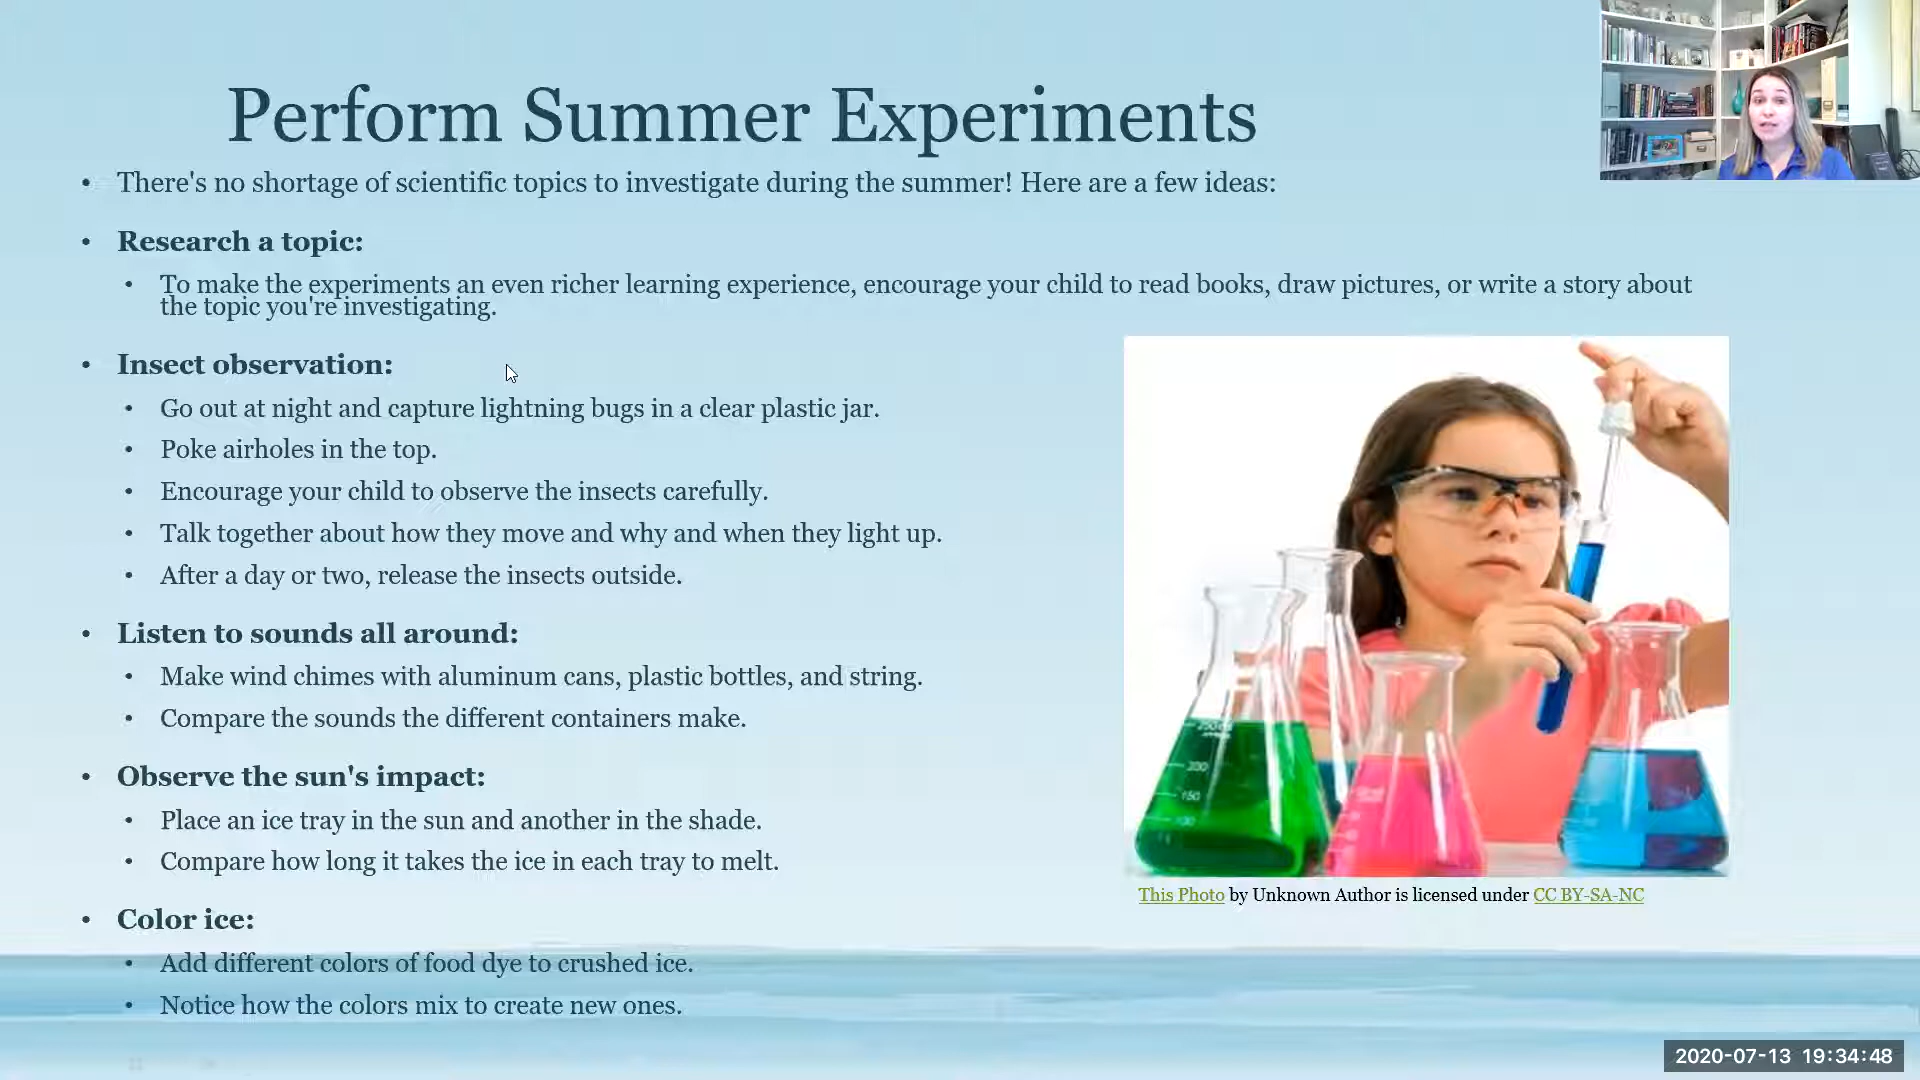 Perform Summer Experiments
There's no shortage of scientific topics to investigate during the summer! Here are a few ideas:
Research a topic:
To make the experiments an even richer learning experience, encourage your child to read books, draw pictures, or write a story about
the topic you're investigating.
Insect observation:
Go out at night and capture lightning bugs in a clear plastic jar.
Poke airholes in the top.
Encourage your child to observe the insects carefully.
Talk together about how they move and why and when they light up.
After a day or two, release the insects outside.
Listen to sounds all around:
Make wind chimes with aluminum cans, plastic bottles, and string.
Compare the sounds the different containers make.
Observe the sun's impact:
Place an ice tray in the sun and another in the shade.
Compare how long it takes the ice in each tray to melt.
Color ice:
Add different colors of food dye to crushed ice.
Notice how the colors mix to create new ones.
200
150
100
This Photo by Unknown Author is licensed under CC BY-SA-NC
2020-07-13 19:34:48